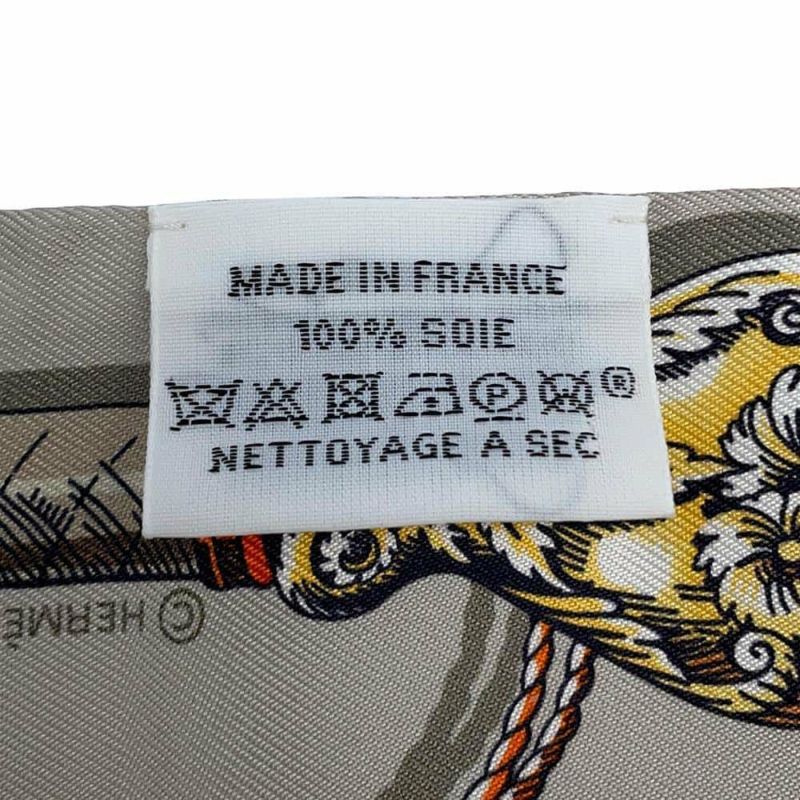 MADE IN FRANCE
100% SOIE
P ®
NETTOYAGE A SEC
© HERMÈ